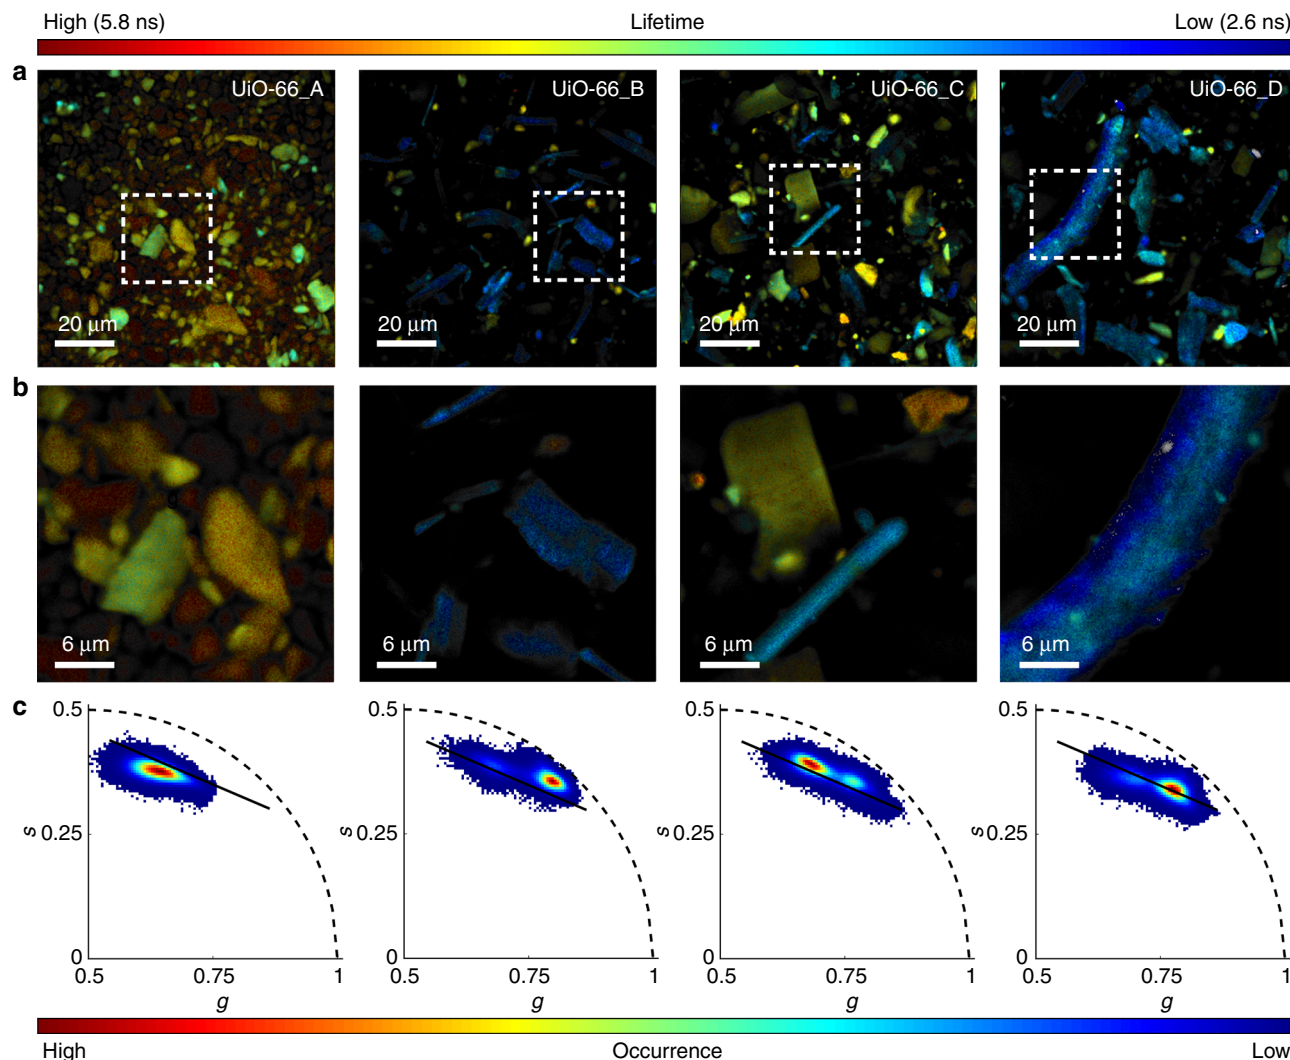 High (5.8 ns) Lifetime Low (2.6 ns)
a
UiO-66_A UiO-66_B UiO-66_C UiO-66_D
20 μm 20 μm 20 μm 20 μm
b
6 μm 6 μm 6 μm 6 μm
c
0.5 0.5 0.5 0.5
s 0.25 s 0.25 s 0.25 s 0.25
0 0 0 0
0.5 0.75 1 0.5 0.75 1 0.5 0.75 1 0.5 0.75 1
g g g g
High Occurrence Low